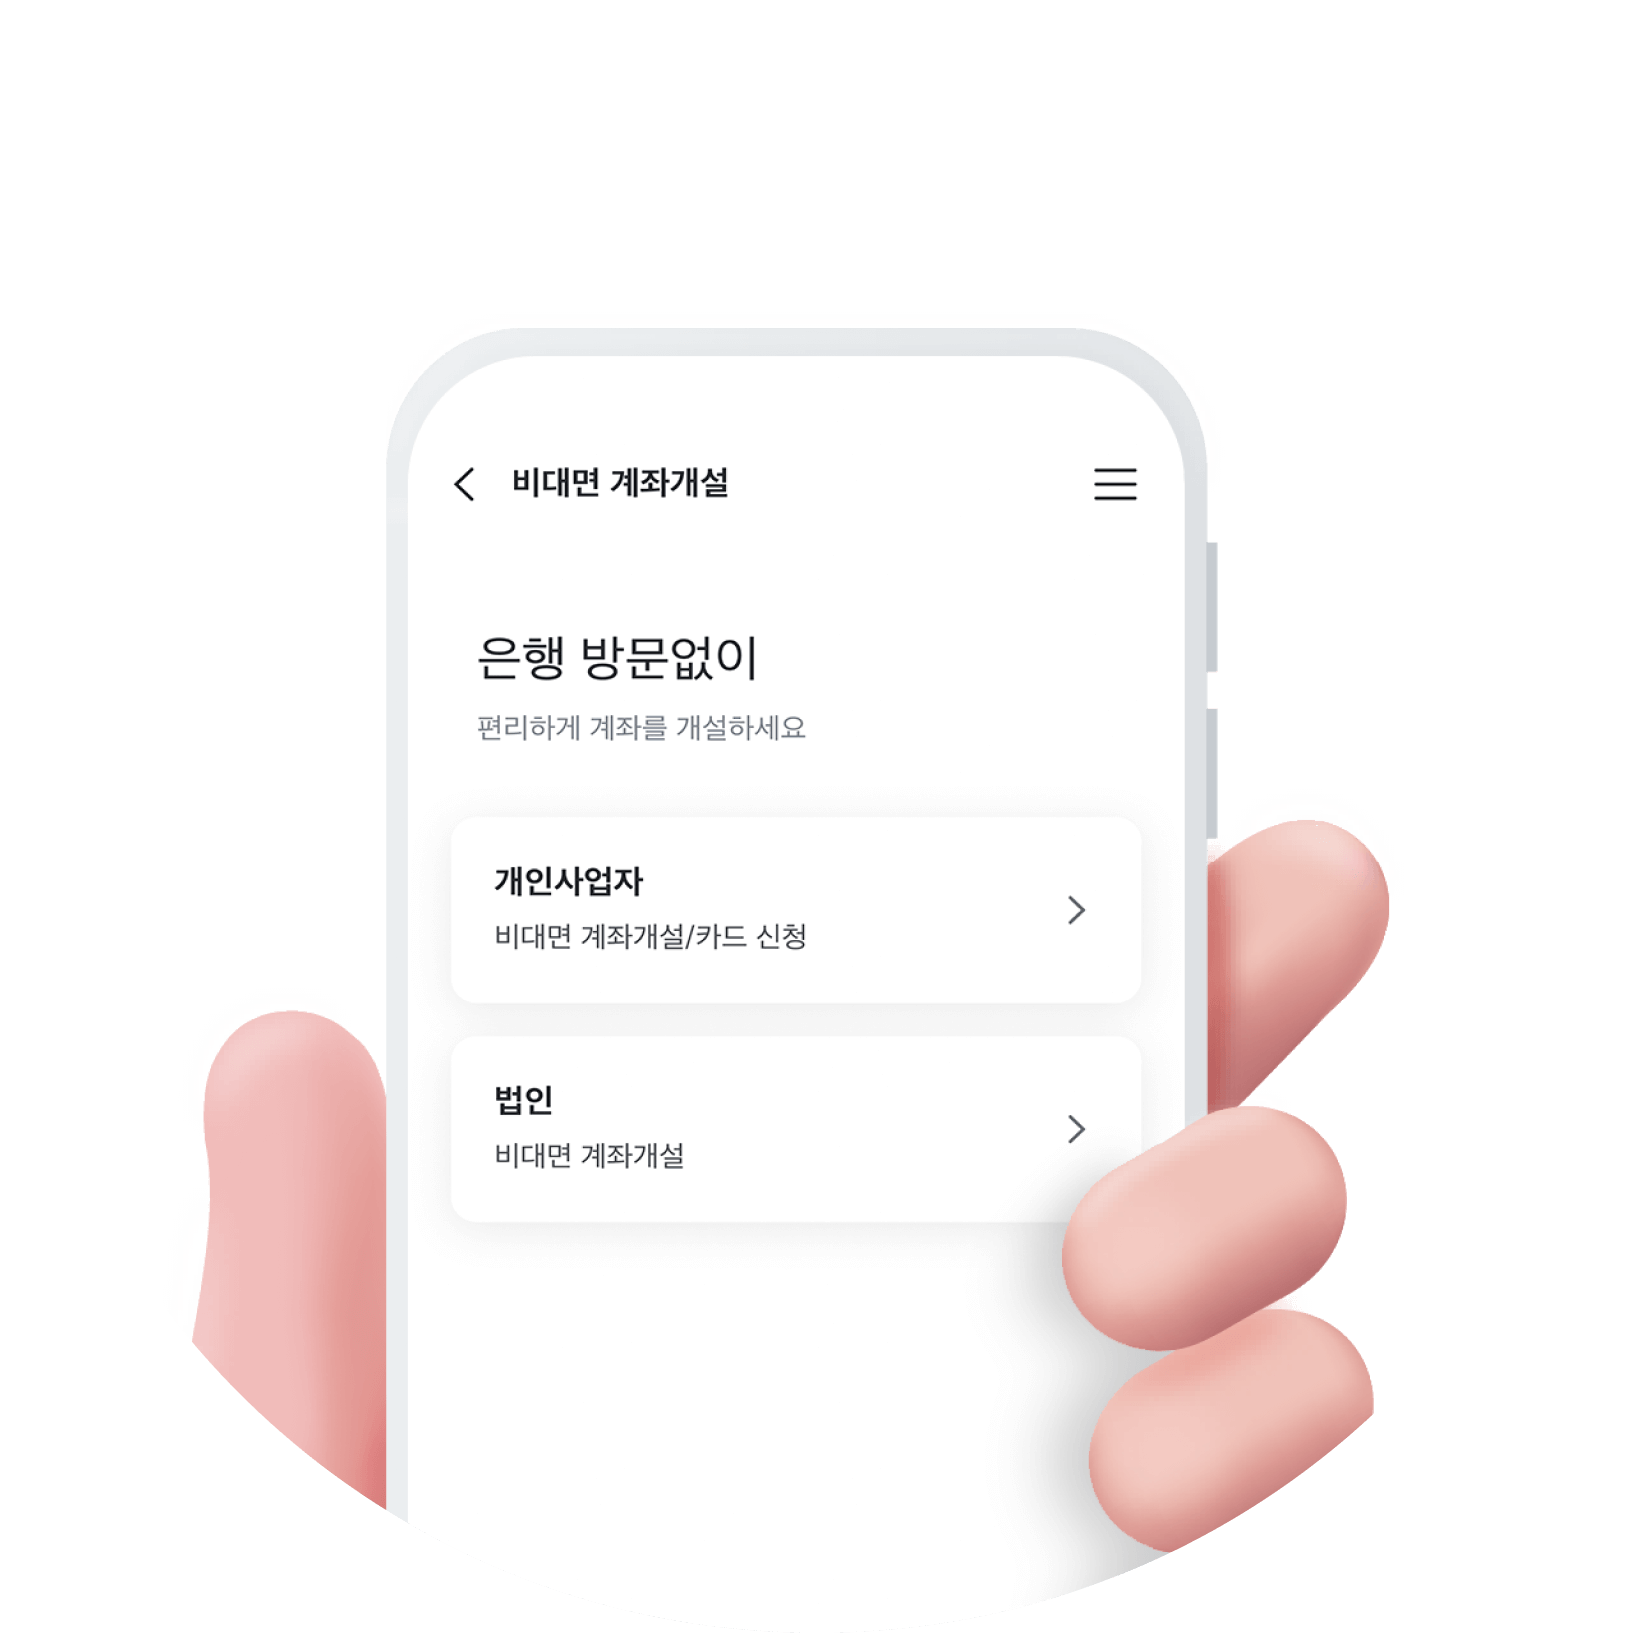 비대면 계좌개설
은행 방문없이
편리하게 계좌를 개설하세요
개인사업자
비대면 계좌개설/카드 신청
법인
비대면 계좌개설